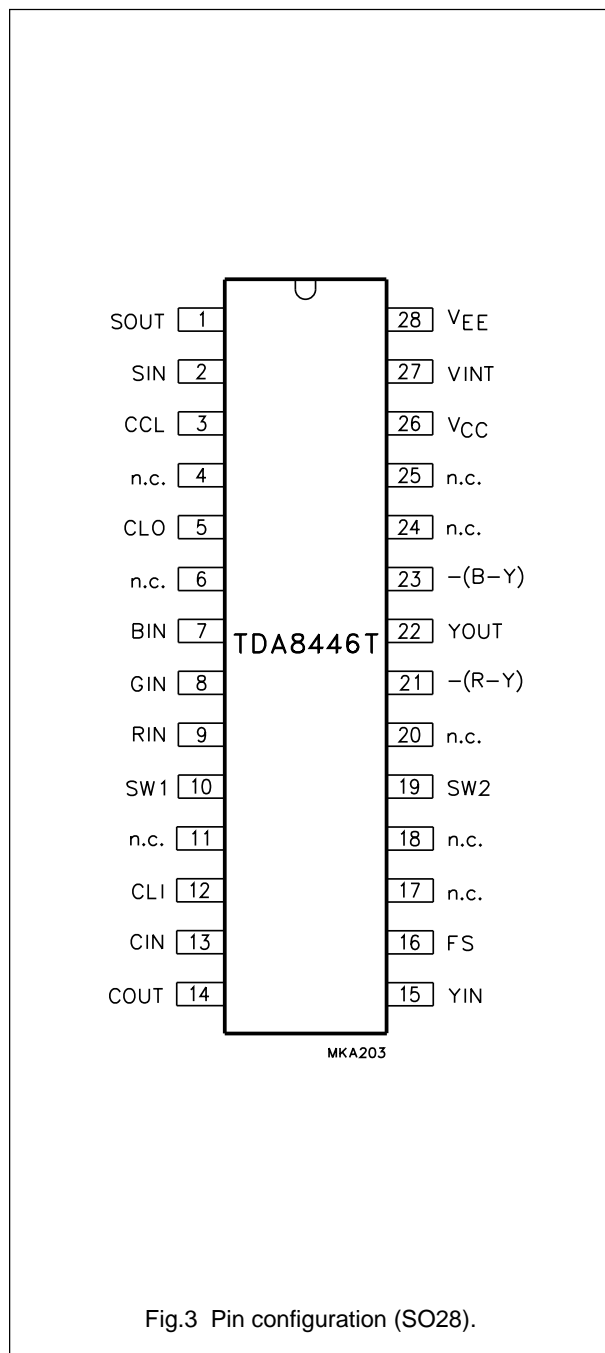 SOUT 1 28 VEE
SIN 2 27 VINT
CCL 3 26 VCC
n.c. 4 25 n.c.
CLO 5 24 n.c.
n.c. 6 23 -(B-Y)
BIN 7 22 YOUT
TDA8446T
GIN 8 21 -(R-Y)
RIN 9 20 n.c.
SW1 10 19 SW2
n.c. 11 18 n.c.
CLI 12 17 n.c.
CIN 13 16 FS
COUT 14 15 YIN
MKA203
Fig.3 Pin configuration (SO28).